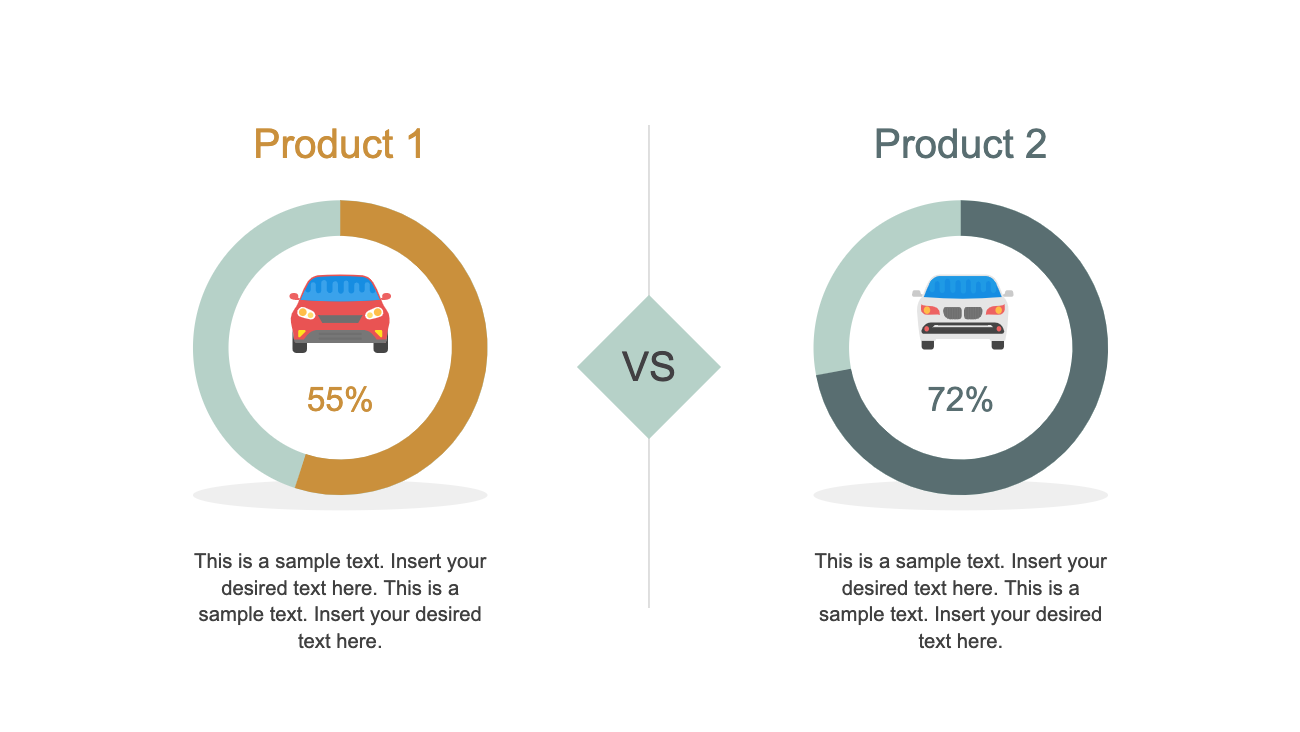 Product 1
55%
This is a sample text. Insert your
desired text here. This is a
sample text. Insert your desired
text here.
VS
Product 2
72%
This is a sample text. Insert your
desired text here. This is a
sample text. Insert your desired
text here.